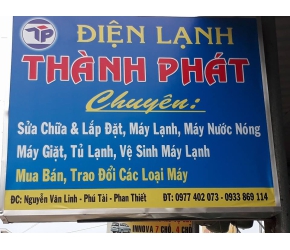 TP
ĐIỆN LẠNH
THÀNH PHÁT
Chuyên:
Sửa Chữa & Lắp Đặt, Máy Lạnh, Máy Nước Nóng
Máy Giặt, Tủ Lạnh, Vệ Sinh Máy Lạnh
Mua Bán, Trao Đổi Các Loại Máy
ĐC: Nguyễn Văn Linh - Phú Tài - Phan Thiết ĐT: 0977 402 073 - 0933 869 114
INNOVA 7 CHỖ, 4 CHỖ